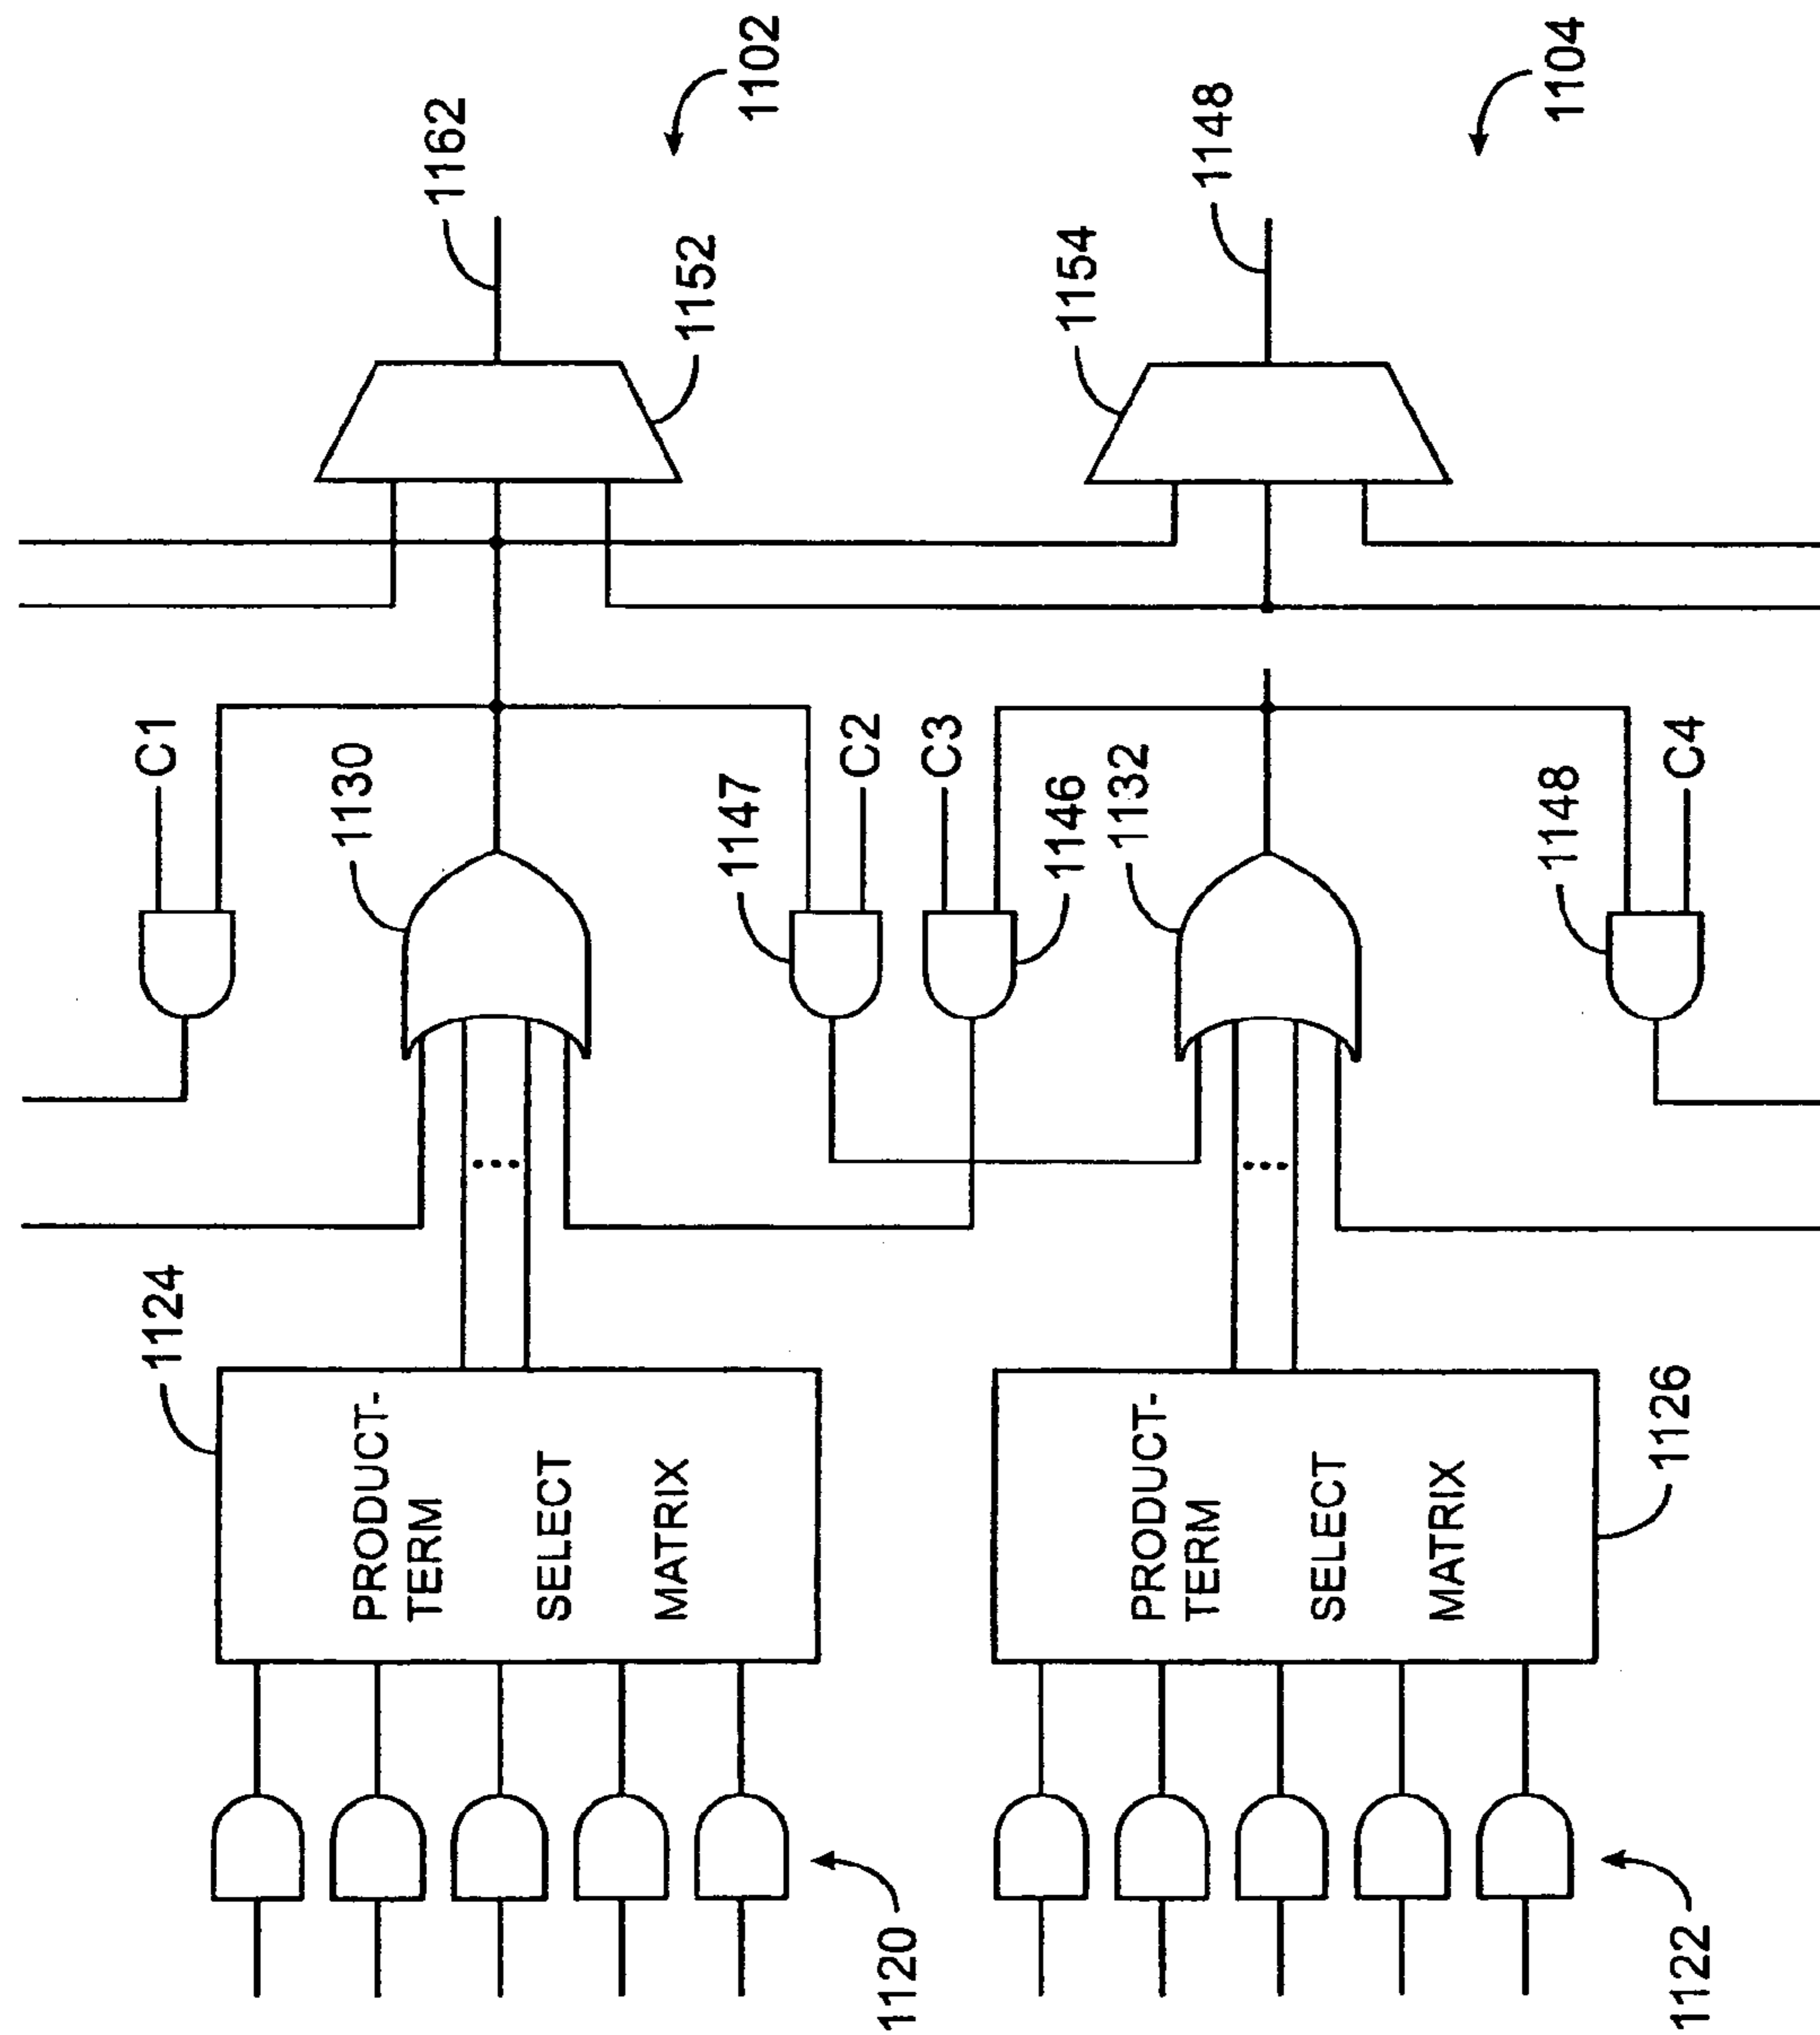 1102
1162
1152
1104
1148
1154
C1
1130
1147
C2
C3
1146
1132
1148
C4
1124
PRODUCT-
TERM
SELECT
MATRIX
PRODUCT-
TERM
SELECT
MATRIX
1126
1120
1122